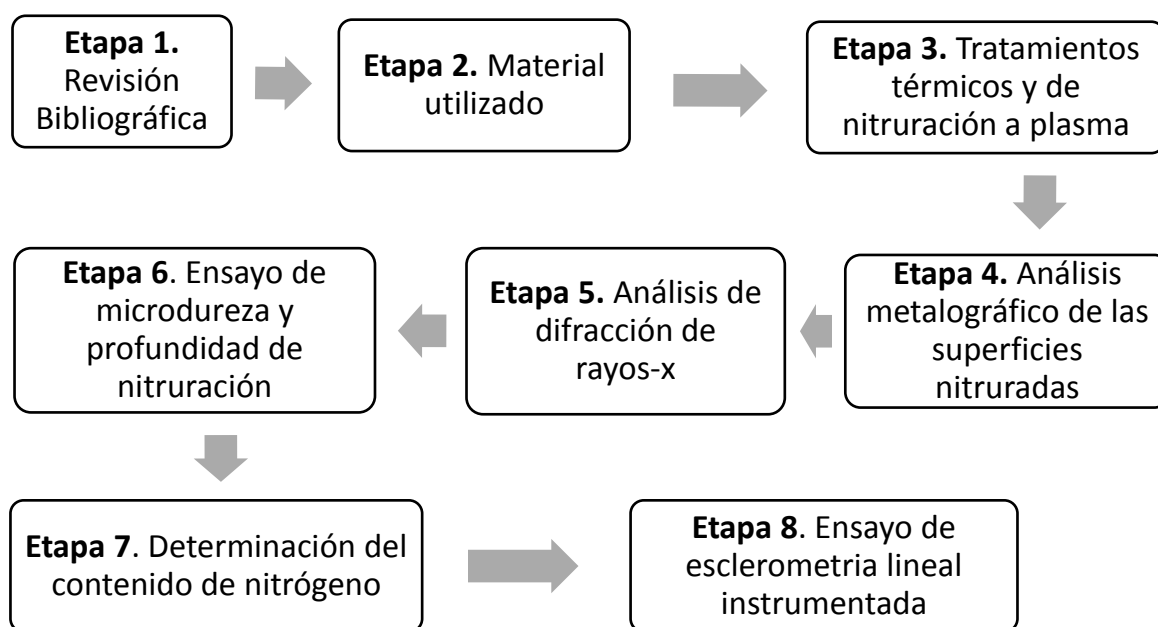 Etapa 1.
Revisión
Bibliográfica
Etapa 2. Material
utilizado
Etapa 3. Tratamientos
térmicos y de
nitruración a plasma
Etapa 4. Análisis
metalográfico de las
superficies
nitruradas
Etapa 5. Análisis de
difracción de
rayos-x
Etapa 6. Ensayo de
microdureza y
profundidad de
nitruración
Etapa 7. Determinación del
contenido de nitrógeno
Etapa 8. Ensayo de
esclerometria lineal
instrumentada